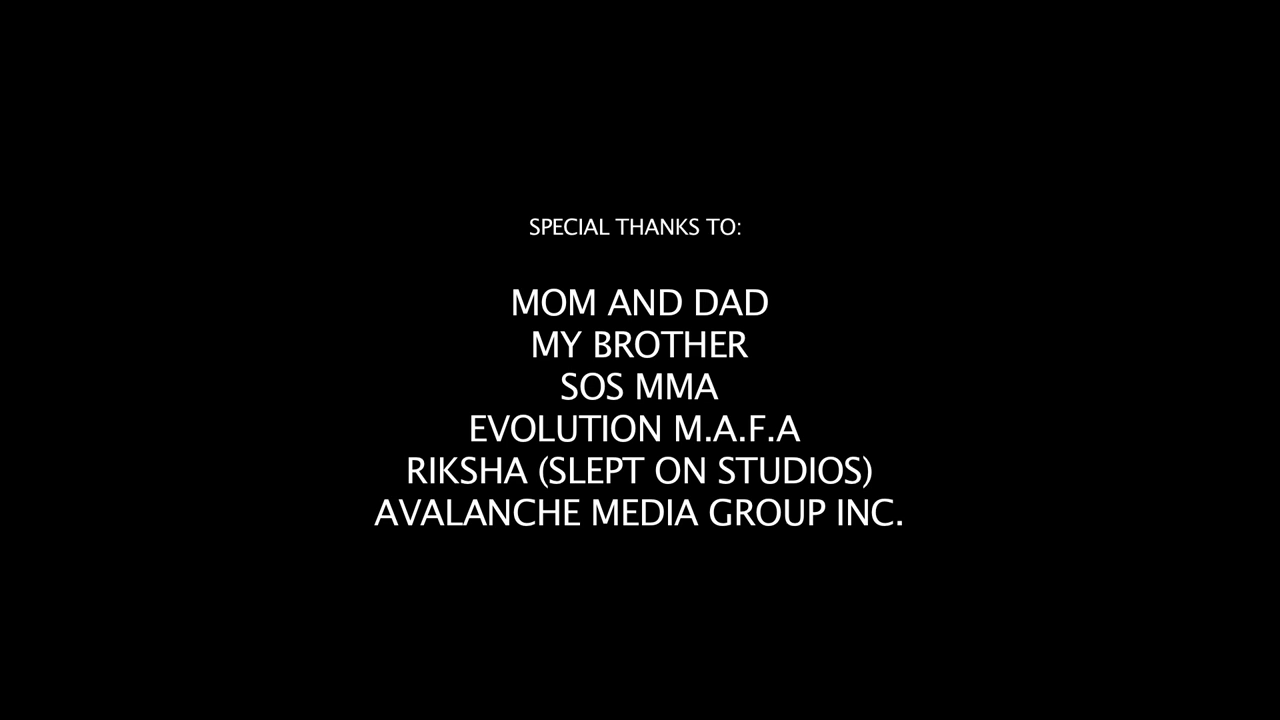 SPECIAL THANKS TO:
MOM AND DAD
MY BROTHER
SOS MMA
EVOLUTION M.A.F.A
RIKSHA (SLEPT ON STUDIOS)
AVALANCHE MEDIA GROUP INC.